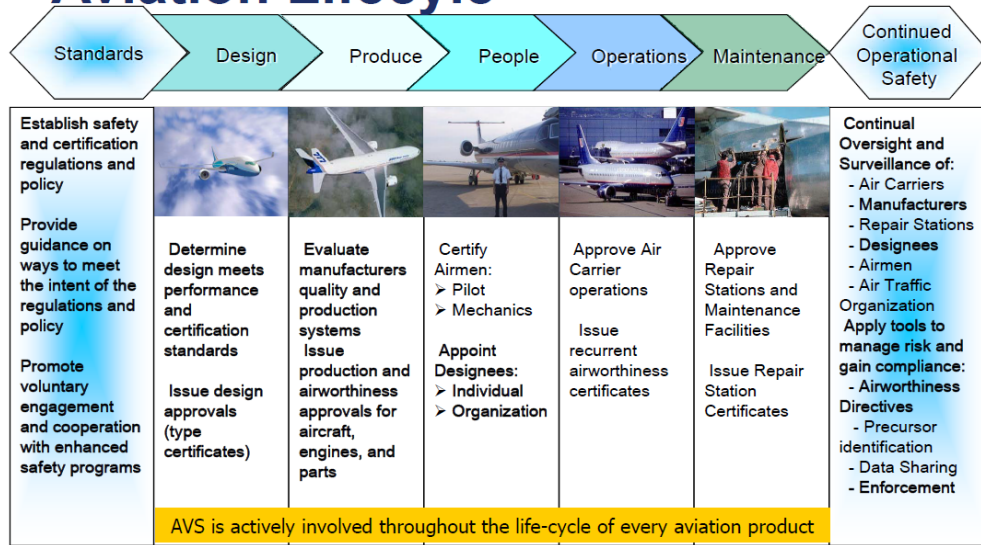 Aviation Lifecyle
Standards
Design
Produce
People
Operations
Maintenance
Continued
Operational
Safety
Establish safety
and certification
regulations and
policy
Provide
guidance on
ways to meet
the intent of the
regulations and
policy
Promote
voluntary
engagement
and cooperation
with enhanced
safety programs
Determine
design meets
performance
and
certification
standards
Issue design
approvals
(type
certificates)
Evaluate
manufacturers
quality and
production
systems
Issue
production and
airworthiness
approvals for
aircraft,
engines, and
parts
Certify
Airmen:
➢ Pilot
➢ Mechanics
Appoint
Designees:
➢ Individual
➢ Organization
Approve Air
Carrier
operations
Issue
recurrent
airworthiness
certificates
Approve
Repair
Stations and
Maintenance
Facilities
Issue Repair
Station
Certificates
Continual
Oversight and
Surveillance of:
- Air Carriers
- Manufacturers
- Repair Stations
- Designees
- Airmen
- Air Traffic
Organization
Apply tools to
manage risk and
gain compliance:
- Airworthiness
Directives
- Precursor
identification
- Data Sharing
- Enforcement
AVS is actively involved throughout the life-cycle of every aviation product